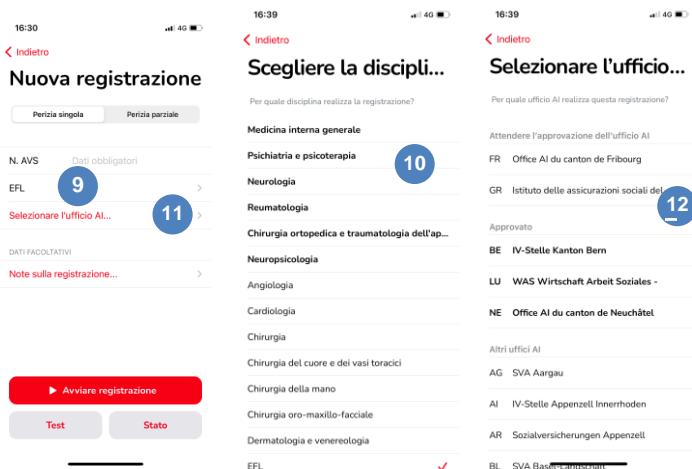 16:30
4G
Indietro
Nuova registrazione
Perizia singola Perizia parziale
N. AVS Dati obbligatori
EFL 9
Selezionare l'ufficio AI... 11
DATI FACOLTATIVI
Note sulla registrazione...
Avviare registrazione
Test Stato
16:39
4G
Indietro
Scegliere la discipli...
Per quale disciplina realizza la registrazione?
Medicina interna generale
Psichiatria e psicoterapia
10
Neurologia
Reumatologia
Chirurgia ortopedica e traumatologia dell'ap...
Neuropsicologia
Angiologia
Cardiologia
Chirurgia
Chirurgia del cuore e dei vasi toracici
Chirurgia della mano
Chirurgia oro-maxillo-facciale
Dermatologia e venereologia
EFL
16:39
4G
Indietro
Selezionare l'ufficio...
Per quale ufficio AI realizza questa registrazione?
Attendere l'approvazione dell'ufficio AI
FR Office AI du canton de Fribourg
GR Istituto delle assicurazioni sociali del
12
Approvato
BE IV-Stelle Kanton Bern
LU WAS Wirtschaft Arbeit Soziales -
NE Office AI du canton de Neuchâtel
Altri uffici AI
AG SVA Aargau
AI IV-Stelle Appenzell Innerrhoden
AR Sozialversicherungen Appenzell
BL SVA Basel-Landschaft